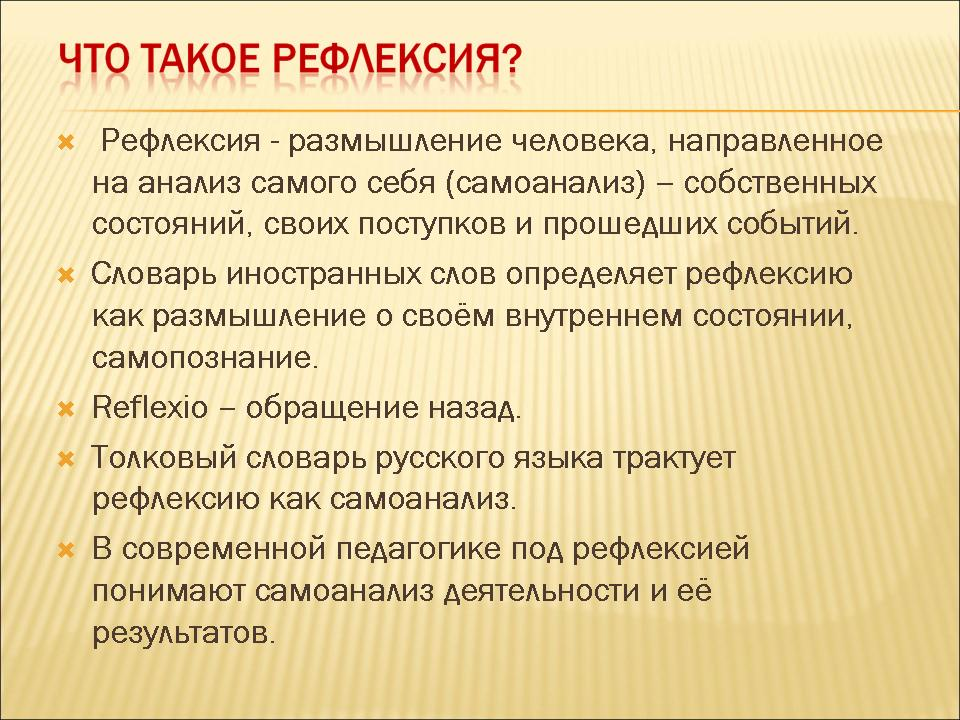 ЧТО ТАКОЕ РЕФЛЕКСИЯ?
Рефлексия - размышление человека, направленное
на анализ самого себя (самоанализ) – собственных
состояний, своих поступков и прошедших событий.
Словарь иностранных слов определяет рефлексию
как размышление о своём внутреннем состоянии,
самопознание.
Reflexio – обращение назад.
Толковый словарь русского языка трактует
рефлексию как самоанализ.
В современной педагогике под рефлексией
понимают самоанализ деятельности и её
результатов.